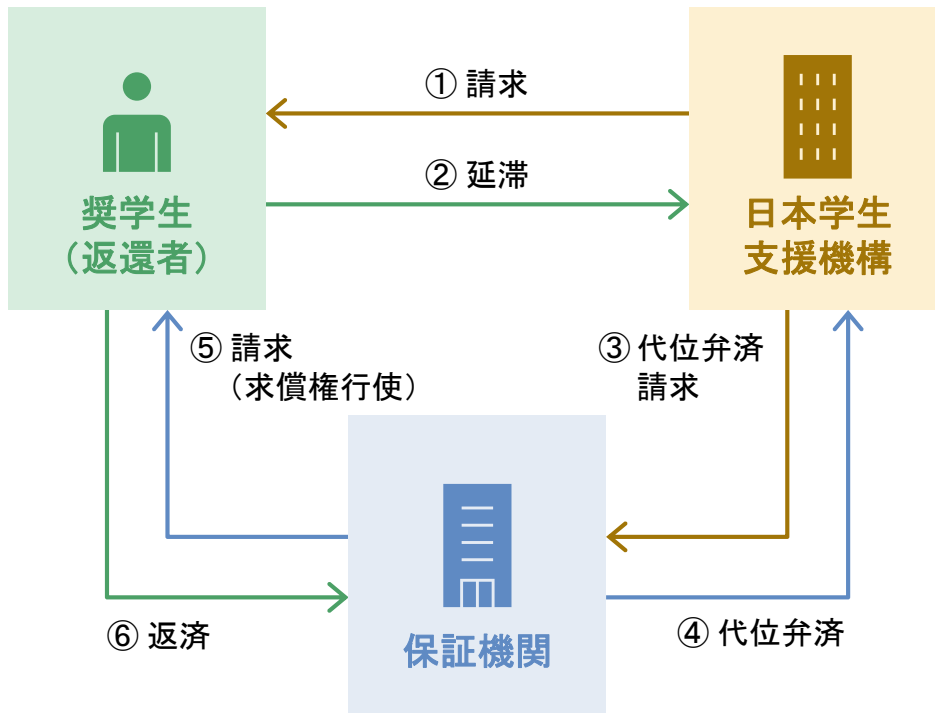 ① 請求
② 延滞
奨学生
（返還者）
日本学生
支援機構
⑤ 請求
（求償権行使）
③ 代位弁済
請求
保証機関
⑥ 返済
④ 代位弁済